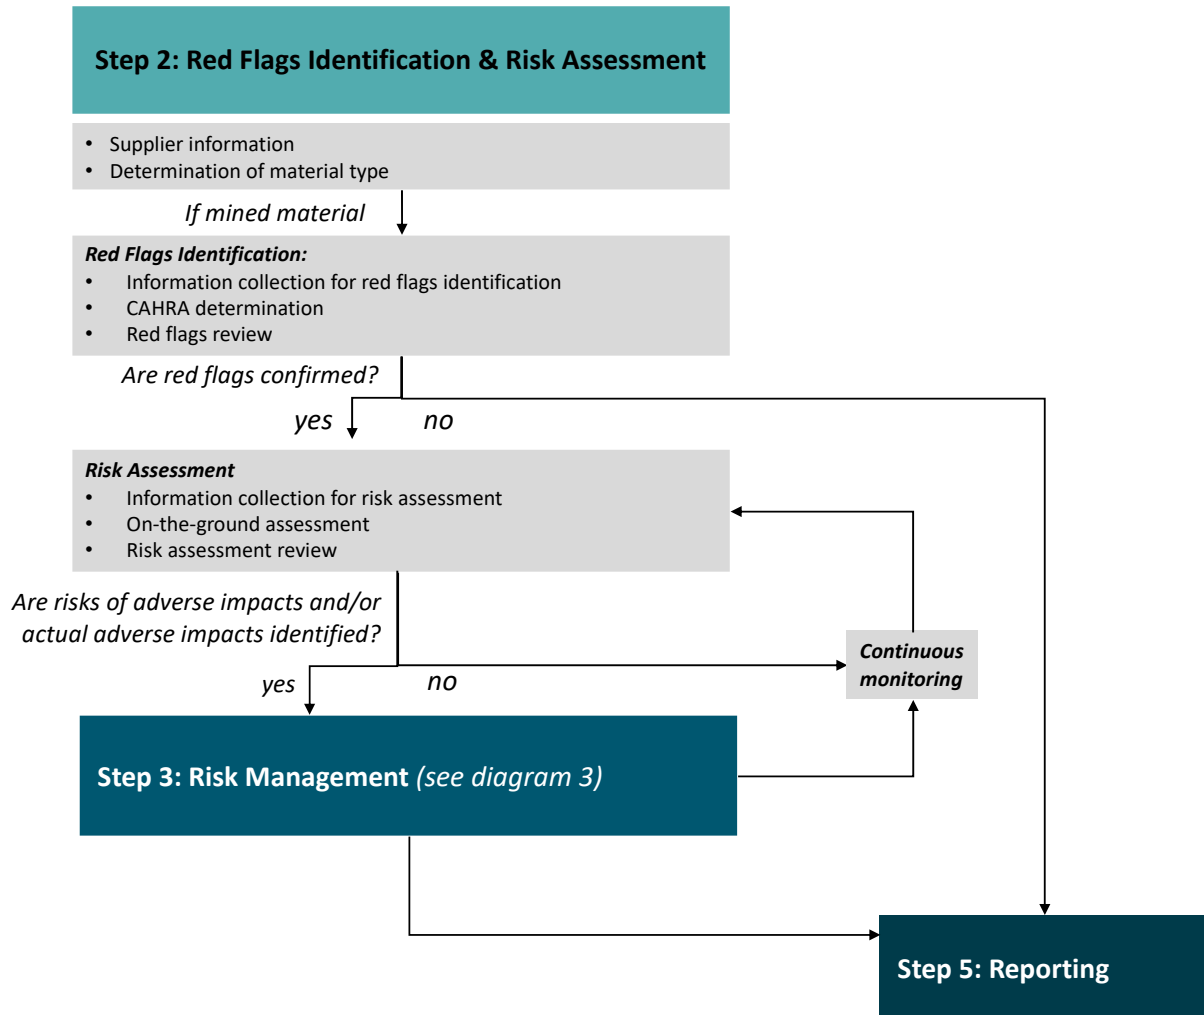 Step 2: Red Flags Identification & Risk Assessment
• Supplier information
• Determination of material type
If mined material
Red Flags Identification:
• Information collection for red flags identification
• CAHRA determination
• Red flags review
Are red flags confirmed?
yes
no
Risk Assessment
• Information collection for risk assessment
• On-the-ground assessment
• Risk assessment review
Are risks of adverse impacts and/or
actual adverse impacts identified?
Continuous
monitoring
yes
no
Step 3: Risk Management (see diagram 3)
Step 5: Reporting